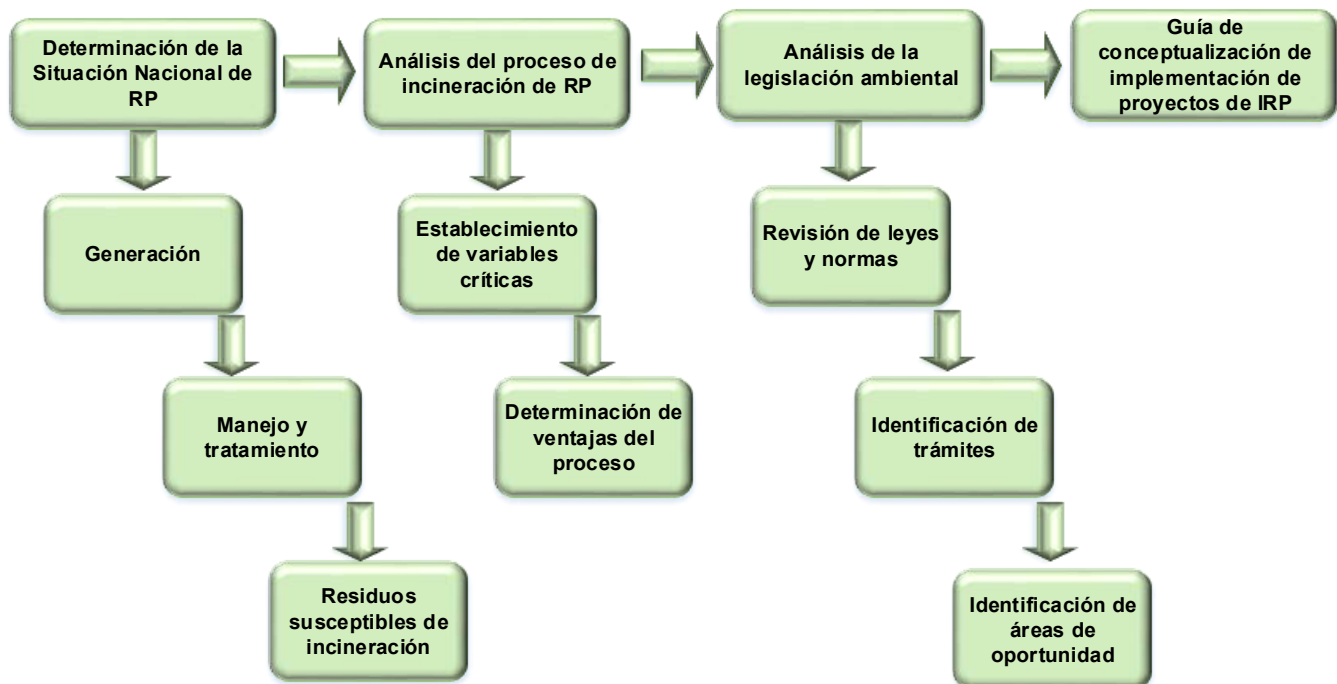 Determinación de la
Situación Nacional de
RP
Análisis del proceso de
incineración de RP
Análisis de la
legislación ambiental
Guía de
conceptualización de
implementación de
proyectos de IRP
Generación
Establecimiento
de variables
críticas
Revisión de leyes
y normas
Manejo y
tratamiento
Determinación de
ventajas del
proceso
Identificación de
trámites
Residuos
susceptibles de
incineración
Identificación de
áreas de
oportunidad